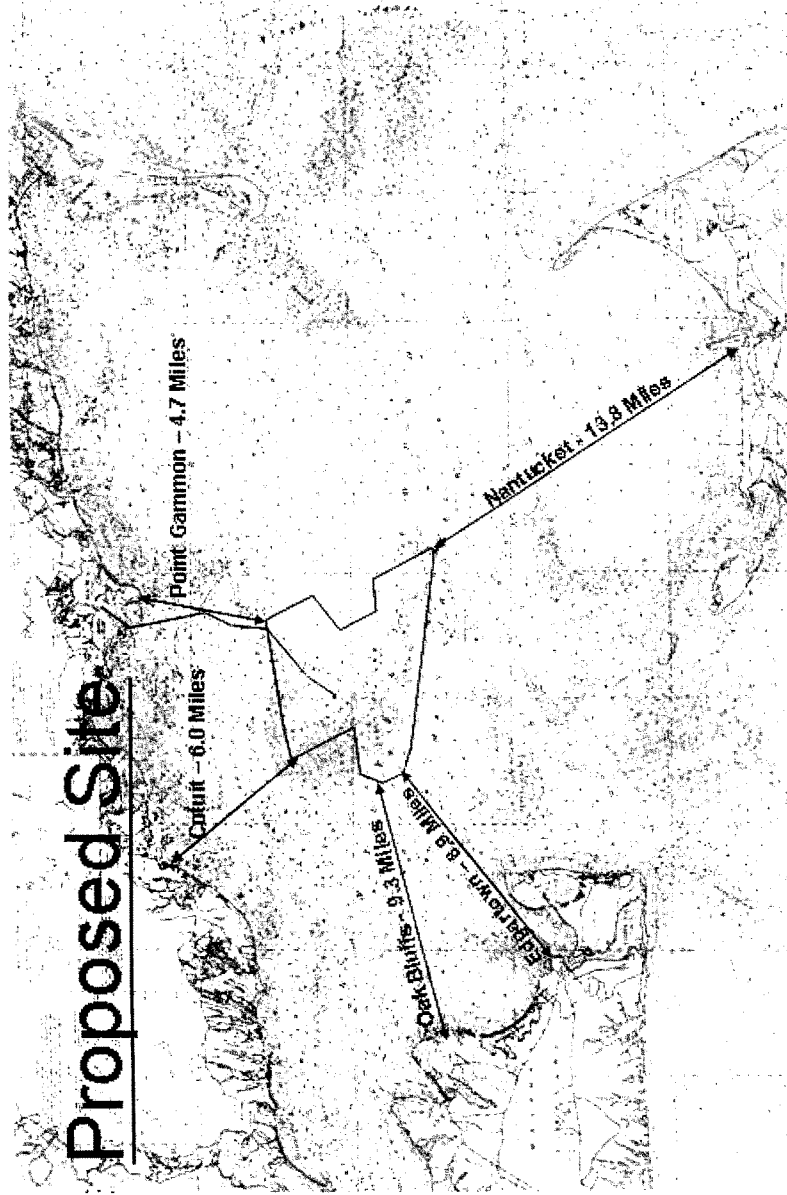 Proposed Site
Point Gammon – 4.7 Miles
Cotuit – 6.0 Miles
Nantucket - 13.8 Miles
Oak Bluffs - 9.3 Miles
Edgartown – 8.9 Miles